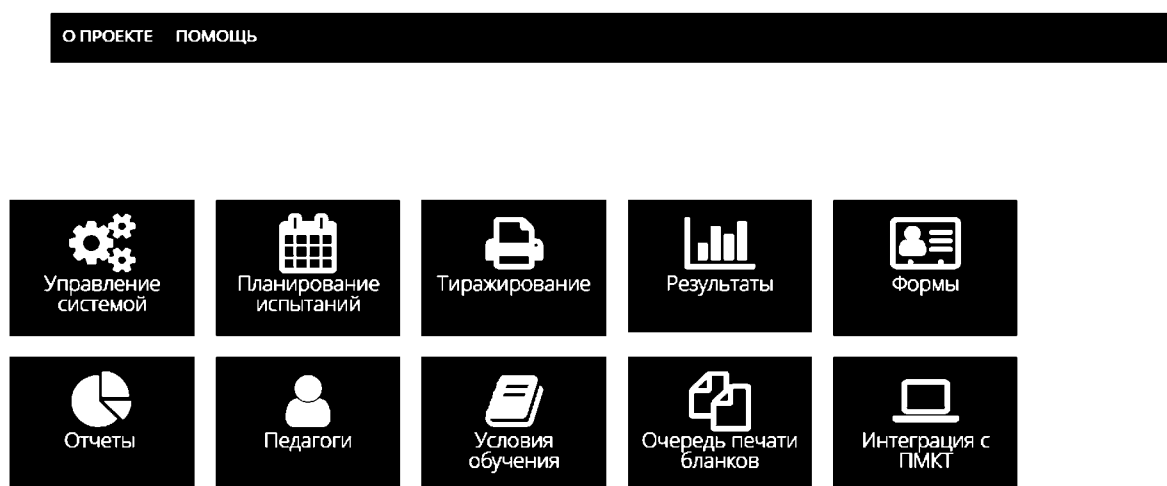 О ПРОЕКТЕ ПОМОЩЬ
Управление
системой
Планирование
испытаний
Тиражирование
Результаты
Формы
Отчеты
Педагоги
Условия
обучения
Очередь печати
бланков
Интеграция с
ПМКТ